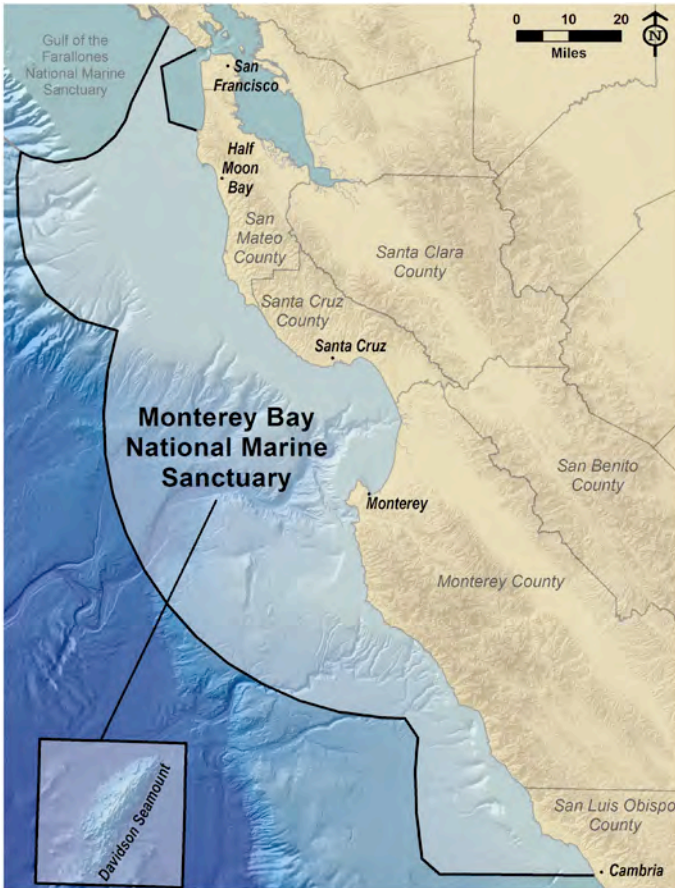 Gulf of the
Farallones
National Marine
Sanctuary
0 10 20
Miles
N
San
Francisco
Half
Moon
Bay
San
Mateo
County
Santa Clara
County
Santa Cruz
County
Santa Cruz
Monterey Bay
National Marine
Sanctuary
San Benito
County
Monterey
Monterey County
Davidson Seamount
San Luis Obispo
County
Cambria